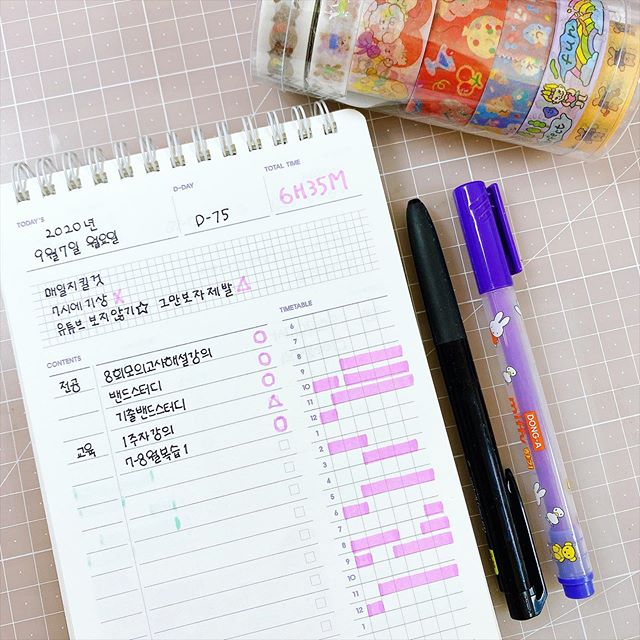 TODAY'S
D-DAY
TOTAL TIME
2020년
9월7일 월요일
D-75
6H35M
매일지킬것
7시에 기상 X
유튜브 보지않기☆ 그만보자제발 △
CONTENTS
TIMETABLE
전공 8회모의고사해설강의 O
밴드스터디 O
기출밴드스터디 O
교육 1주차강의 △
7-8월복습1 O
6
7
8
9
10
11
12
1
2
3
4
5
6
7
8
9
10
11
12
1
DONG-A